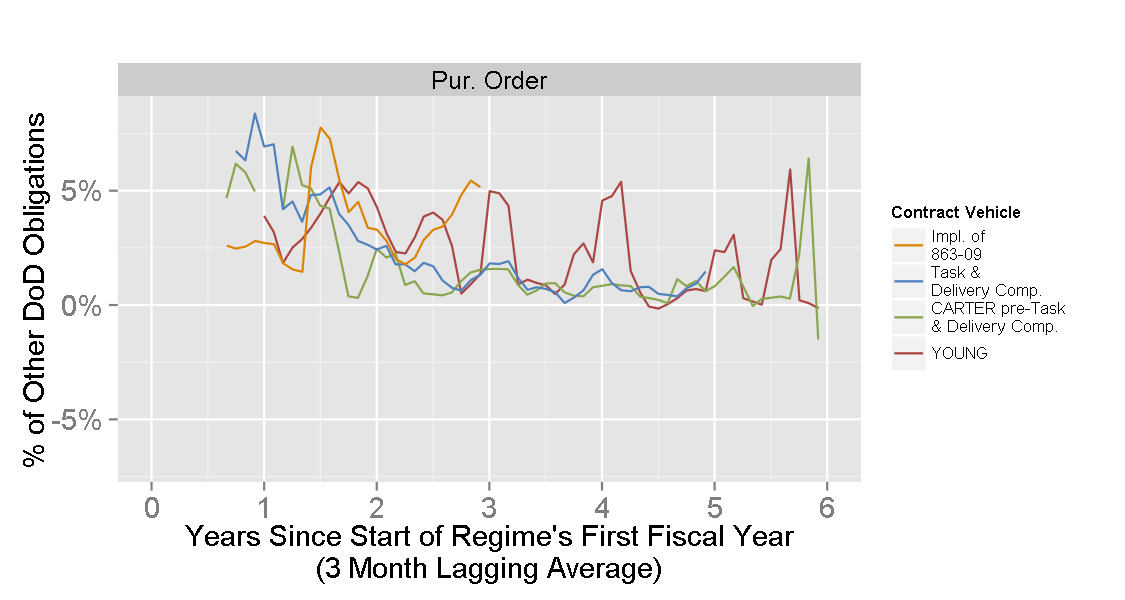 Pur. Order
% of Other DoD Obligations
5%
0%
-5%
0 1 2 3 4 5 6
Years Since Start of Regime's First Fiscal Year
(3 Month Lagging Average)
Contract Vehicle
Impl. of
863-09
Task &
Delivery Comp.
CARTER pre-Task
& Delivery Comp.
YOUNG